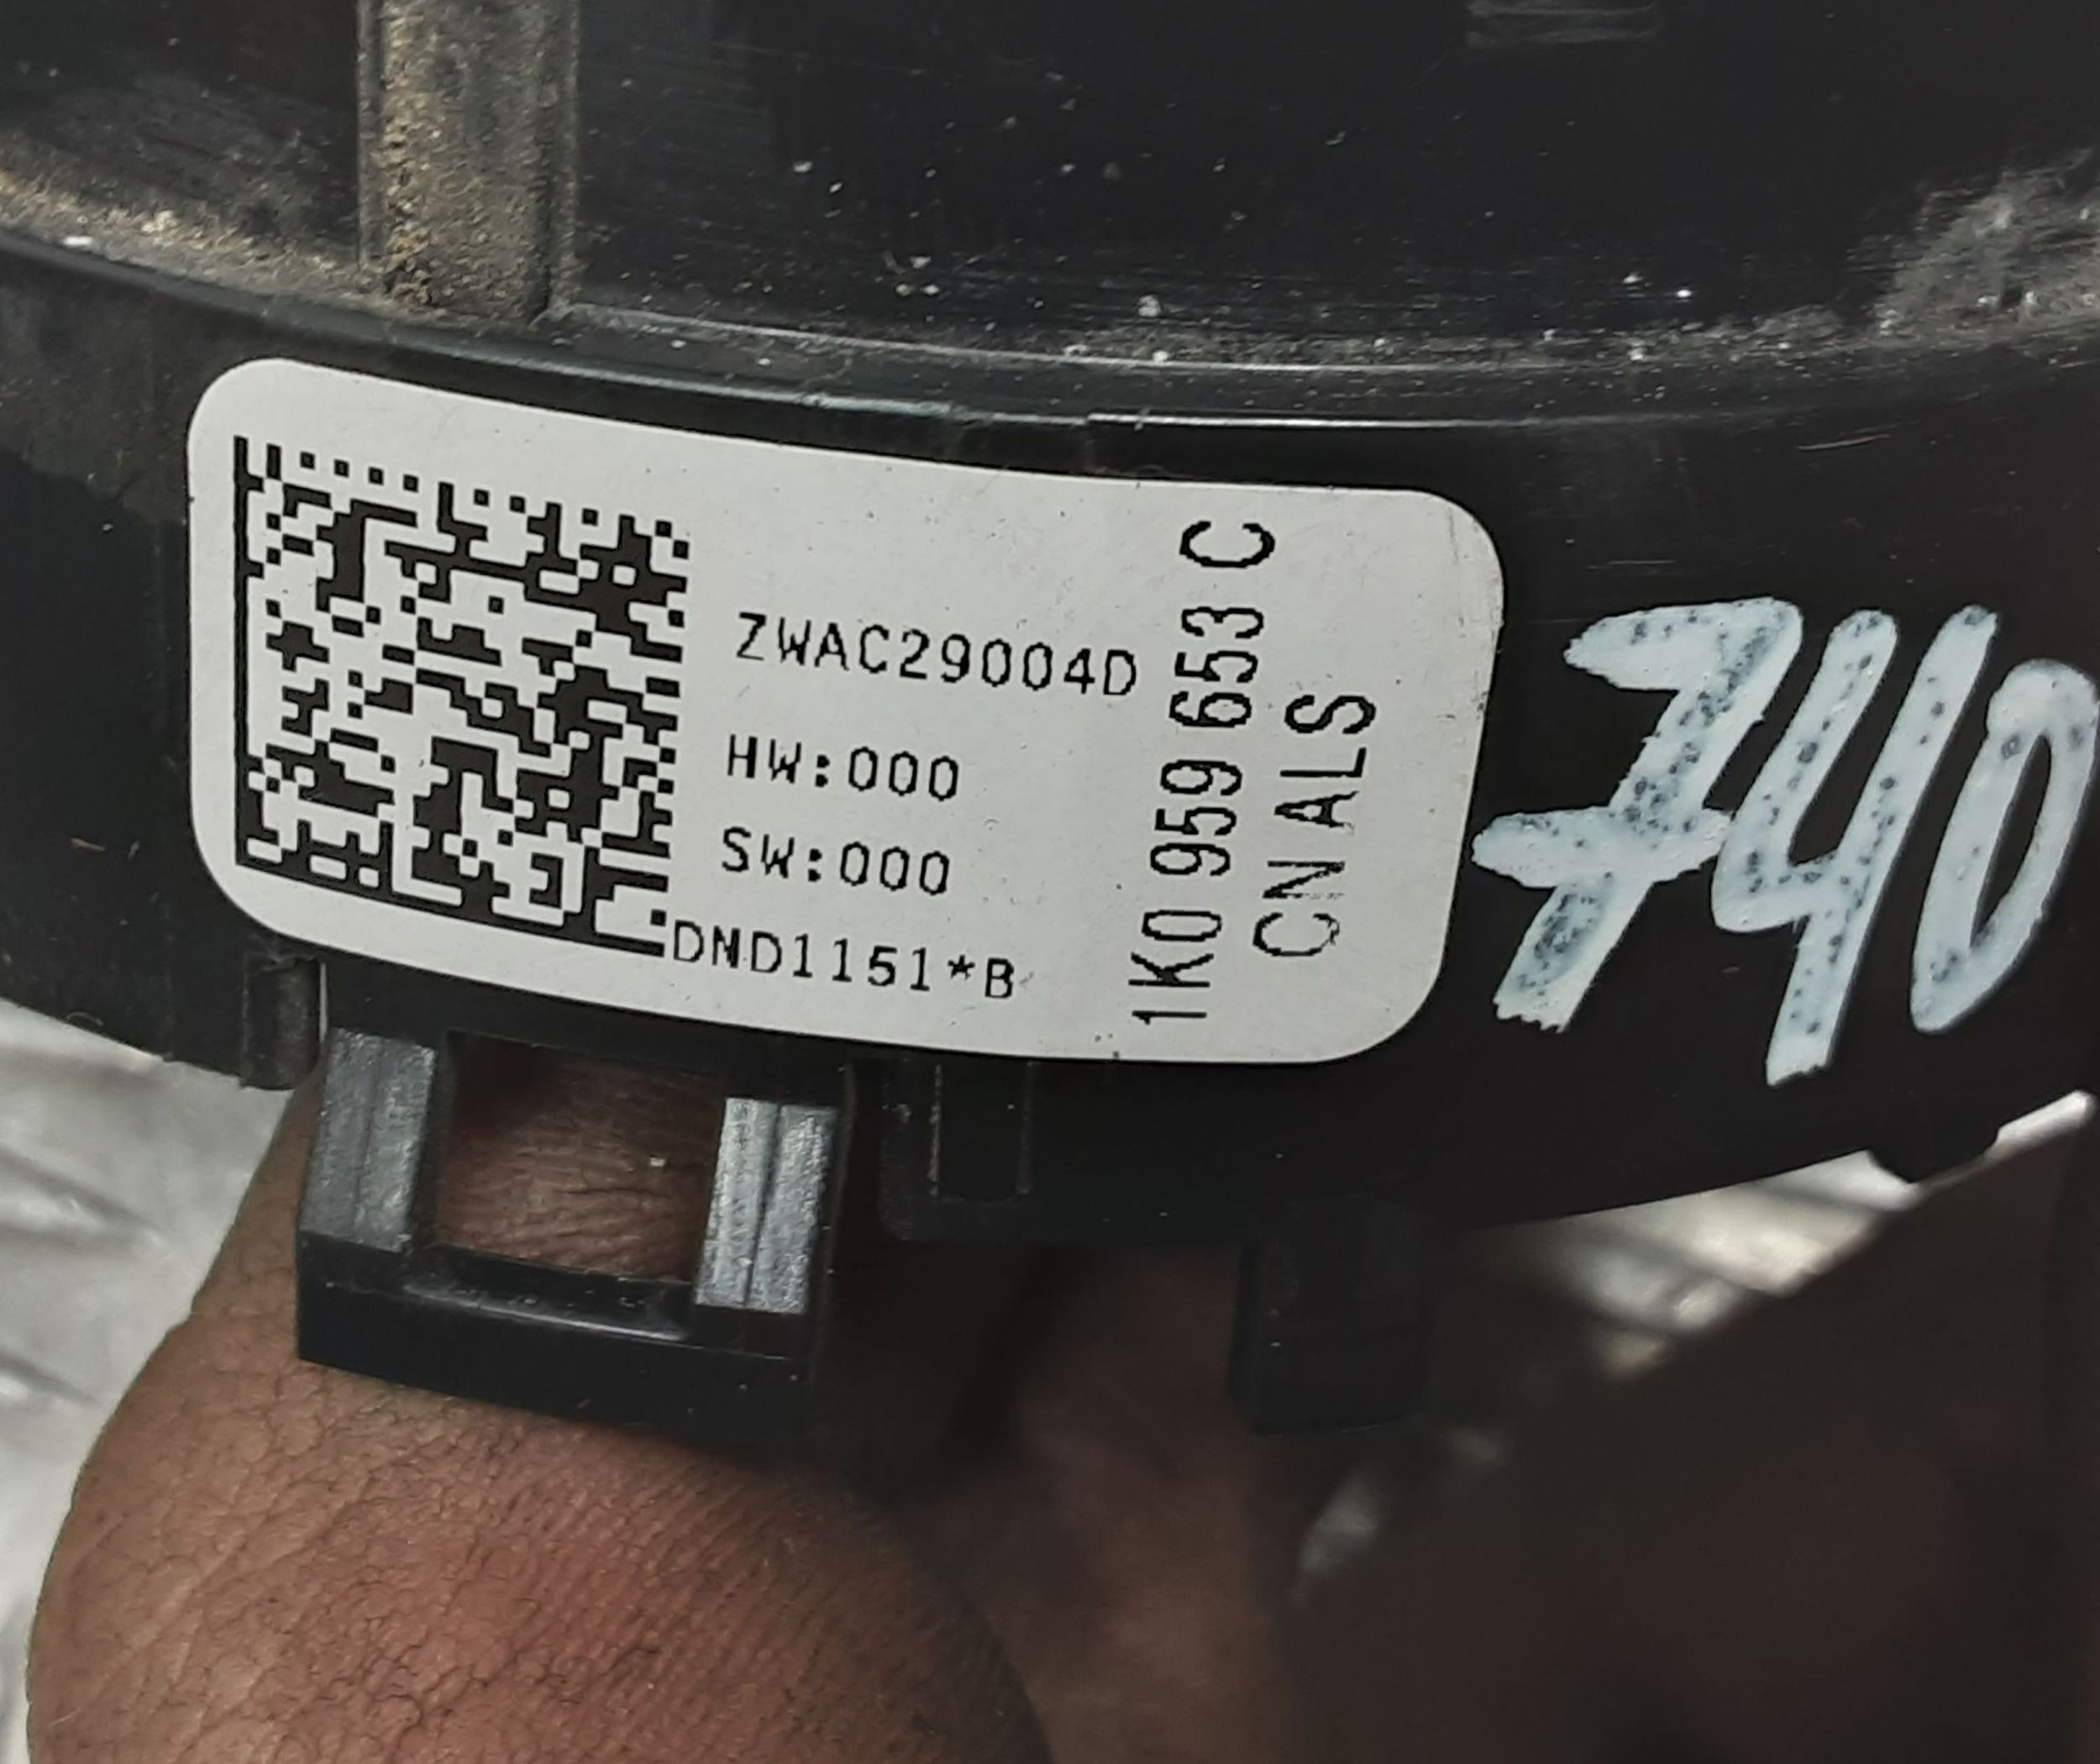 ZWAC29004D
HW:000
SW:000
DND1151*B
1K0 959 653 C
CN ALS
740